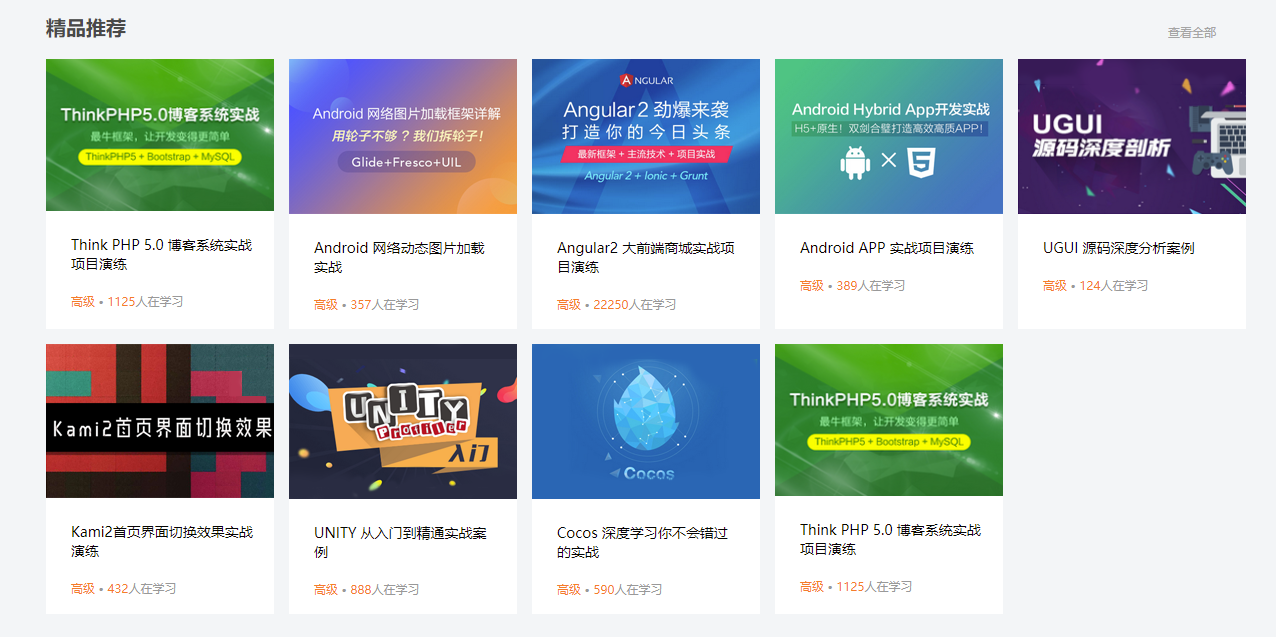 精品推荐
查看全部
ThinkPHP5.0博客系统实战
最牛框架，让开发变得更简单
ThinkPHP5 + Bootstrap + MySQL
Think PHP 5.0 博客系统实战
项目演练
高级 • 1125人在学习
Android 网络图片加载框架详解
用轮子不够？我们拆轮子！
Glide+Fresco+UIL
Android 网络动态图片加载
实战
高级 • 357人在学习
ANGULAR
Angular2 劲爆来袭
打造你的今日头条
最新框架 + 主流技术 + 项目实战
Angular 2 + Ionic + Grunt
Angular2 大前端商城实战项
目演练
高级 • 22250人在学习
Android Hybrid App开发实战
H5+原生！双剑合璧打造高效高质APP！
5
Android APP 实战项目演练
高级 • 389人在学习
UGUI
源码深度剖析
UGUI 源码深度分析案例
高级 • 124人在学习
Kami2首页界面切换效果
Kami2首页界面切换效果实战
演练
高级 • 432人在学习
UNITY
Profiler
入门
UNITY 从入门到精通实战案
例
高级 • 888人在学习
Cocos
Cocos 深度学习你不会错过
的实战
高级 • 590人在学习
ThinkPHP5.0博客系统实战
最牛框架，让开发变得更简单
ThinkPHP5 + Bootstrap + MySQL
Think PHP 5.0 博客系统实战
项目演练
高级 • 1125人在学习